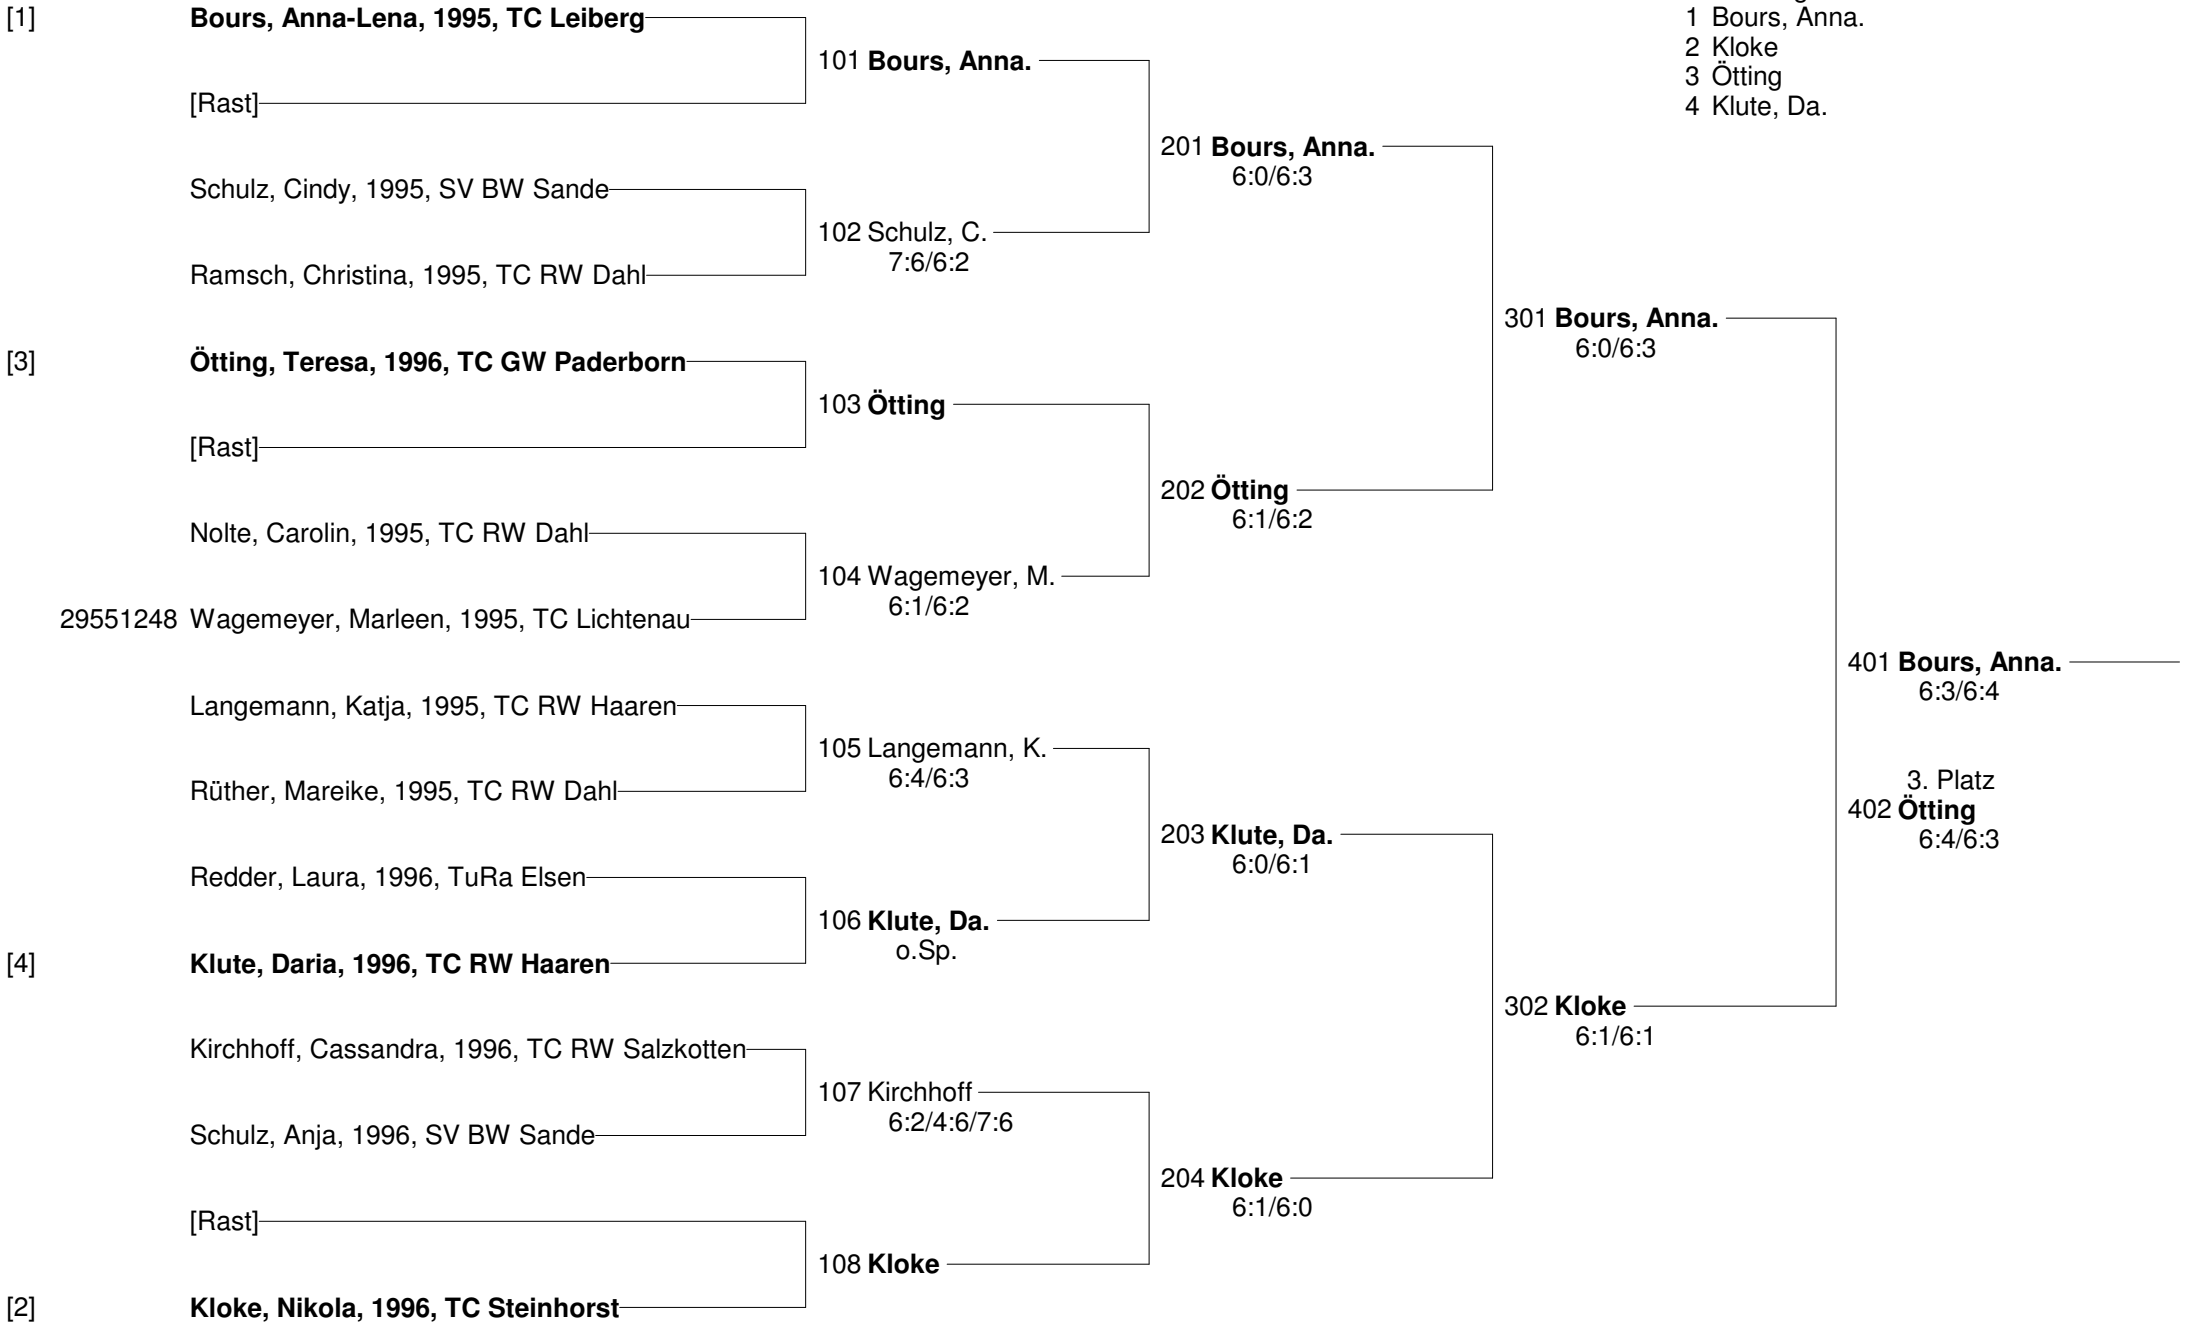 [1] Bours, Anna-Lena, 1995, TC Leiberg
[Rast]
Schulz, Cindy, 1995, SV BW Sande
Ramsch, Christina, 1995, TC RW Dahl
[3] Ötting, Teresa, 1996, TC GW Paderborn
[Rast]
Nolte, Carolin, 1995, TC RW Dahl
29551248 Wagemeyer, Marleen, 1995, TC Lichtenau
Langemann, Katja, 1995, TC RW Haaren
Rüther, Mareike, 1995, TC RW Dahl
Redder, Laura, 1996, TuRa Elsen
[4] Klute, Daria, 1996, TC RW Haaren
Kirchhoff, Cassandra, 1996, TC RW Salzkotten
Schulz, Anja, 1996, SV BW Sande
[Rast]
[2] Kloke, Nikola, 1996, TC Steinhorst
101 Bours, Anna.
102 Schulz, C.
7:6/6:2
103 Ötting
104 Wagemeyer, M.
6:1/6:2
105 Langemann, K.
6:4/6:3
106 Klute, Da.
o.Sp.
107 Kirchhoff
6:2/4:6/7:6
108 Kloke
201 Bours, Anna.
6:0/6:3
202 Ötting
6:1/6:2
203 Klute, Da.
6:0/6:1
204 Kloke
6:1/6:0
301 Bours, Anna.
6:0/6:3
302 Kloke
6:1/6:1
401 Bours, Anna.
6:3/6:4
3. Platz
402 Ötting
6:4/6:3
1 Bours, Anna.
2 Kloke
3 Ötting
4 Klute, Da.